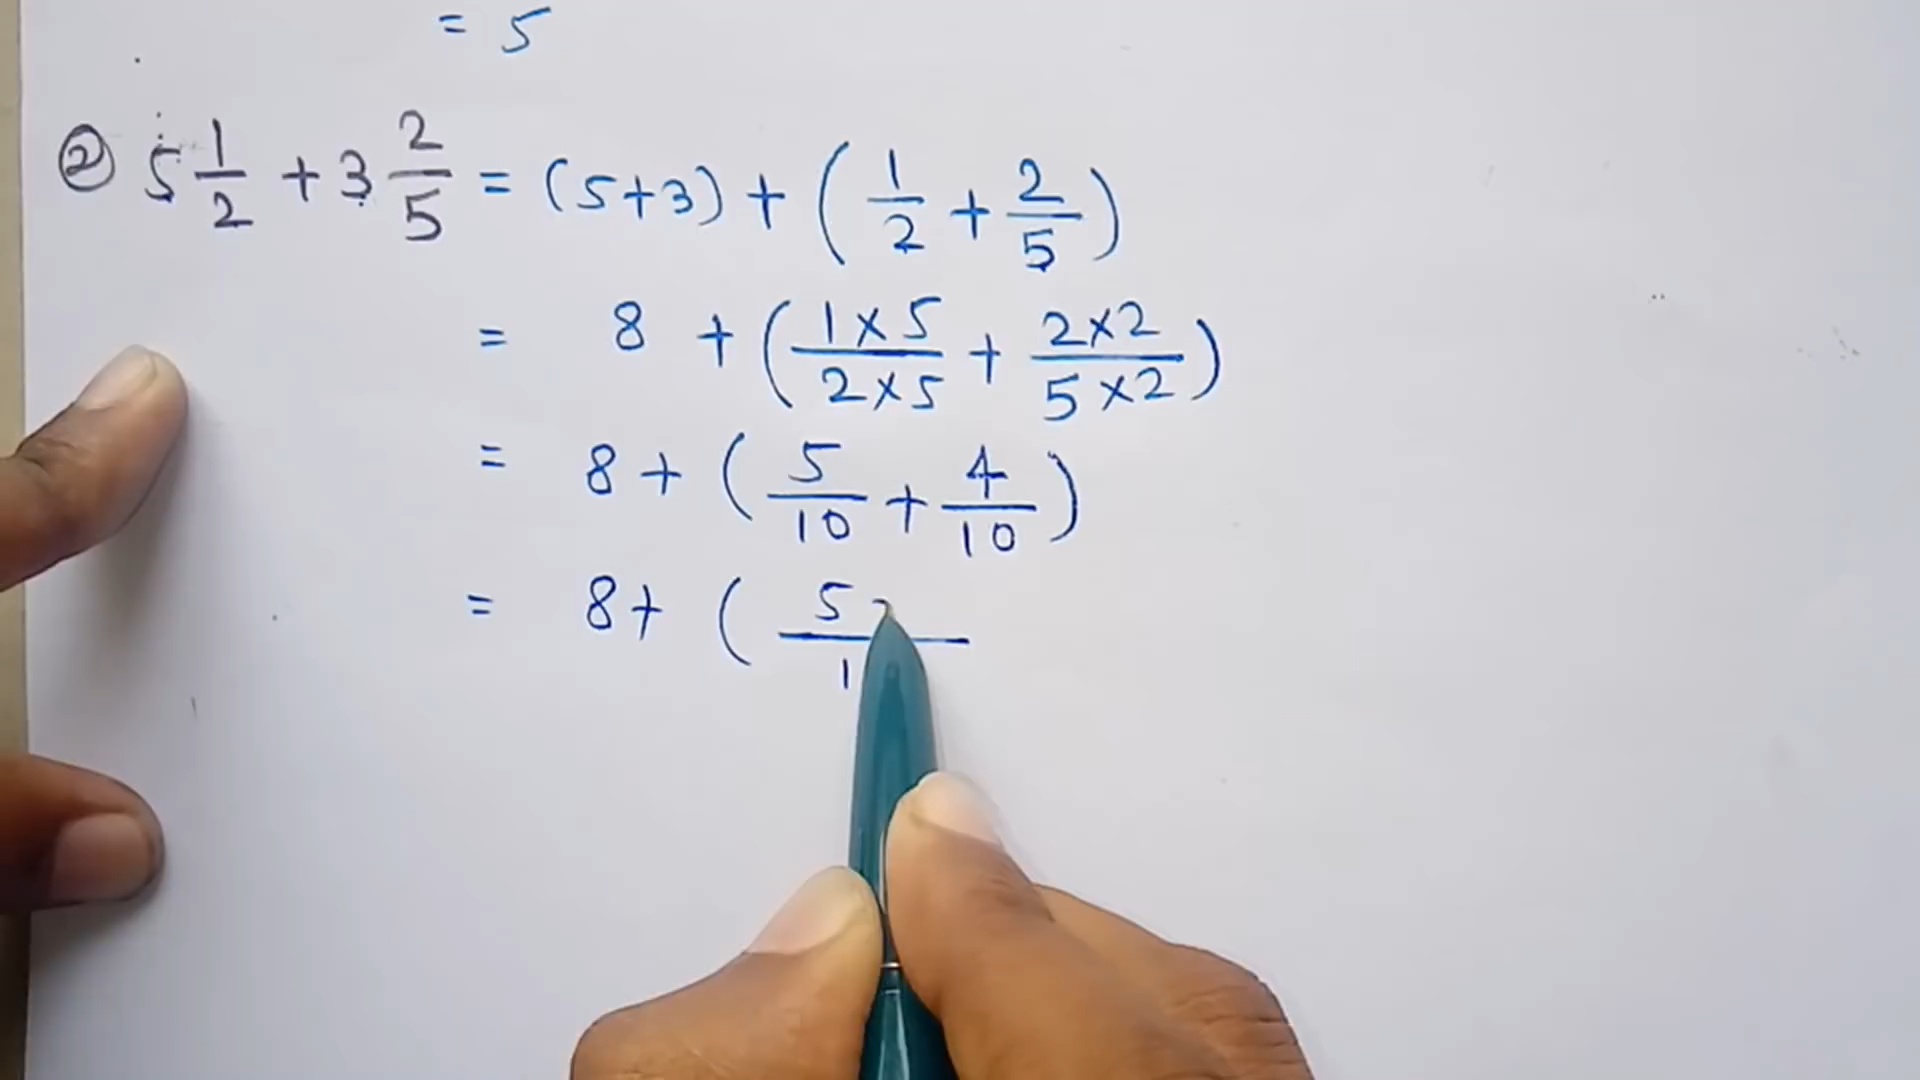 = 5
② 5 1/2 + 3 2/5 = (5+3) + (1/2 + 2/5)
= 8 + (1×5/2×5 + 2×2/5×2)
= 8 + (5/10 + 4/10)
= 8 + (5/1